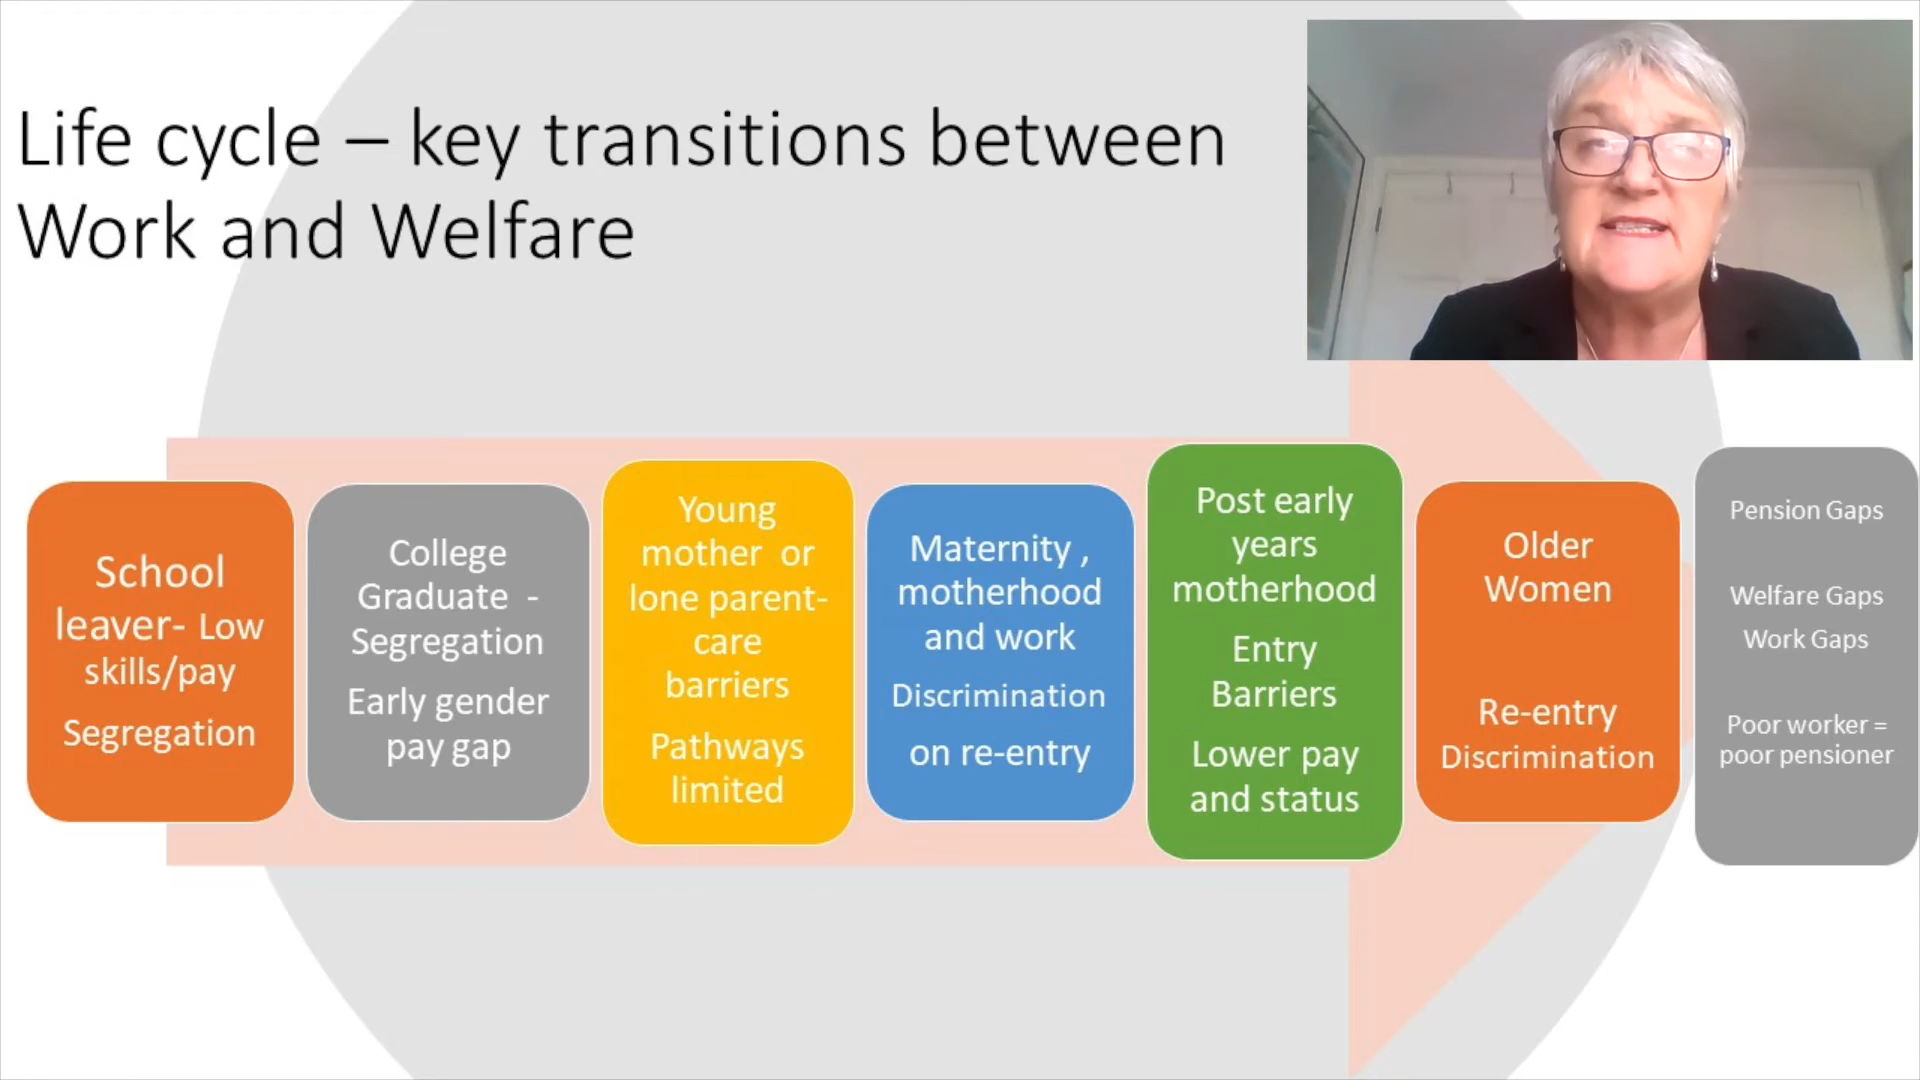 Life cycle – key transitions between
Work and Welfare
School
leaver- Low
skills/pay
Segregation
College
Graduate -
Segregation
Early gender
pay gap
Young
mother or
lone parent-
care
barriers
Pathways
limited
Maternity ,
motherhood
and work
Discrimination
on re-entry
Post early
years
motherhood
Entry
Barriers
Lower pay
and status
Older
Women
Re-entry
Discrimination
Pension Gaps
Welfare Gaps
Work Gaps
Poor worker =
poor pensioner